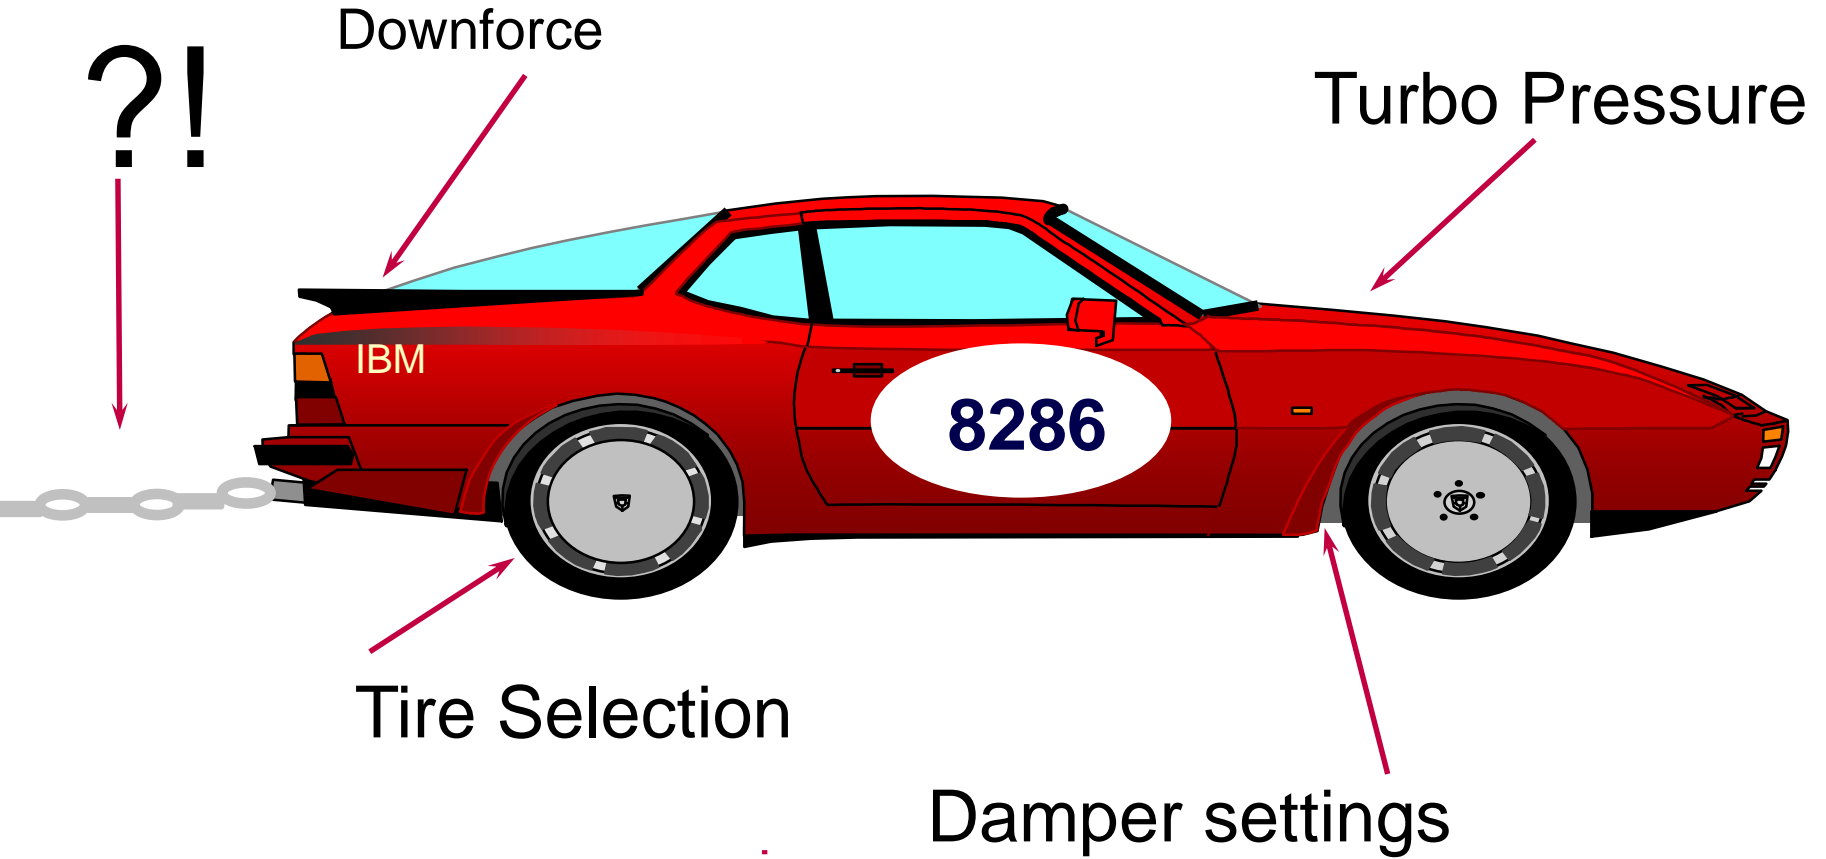 Downforce
?!
Turbo Pressure
IBM
8286
Tire Selection
Damper settings